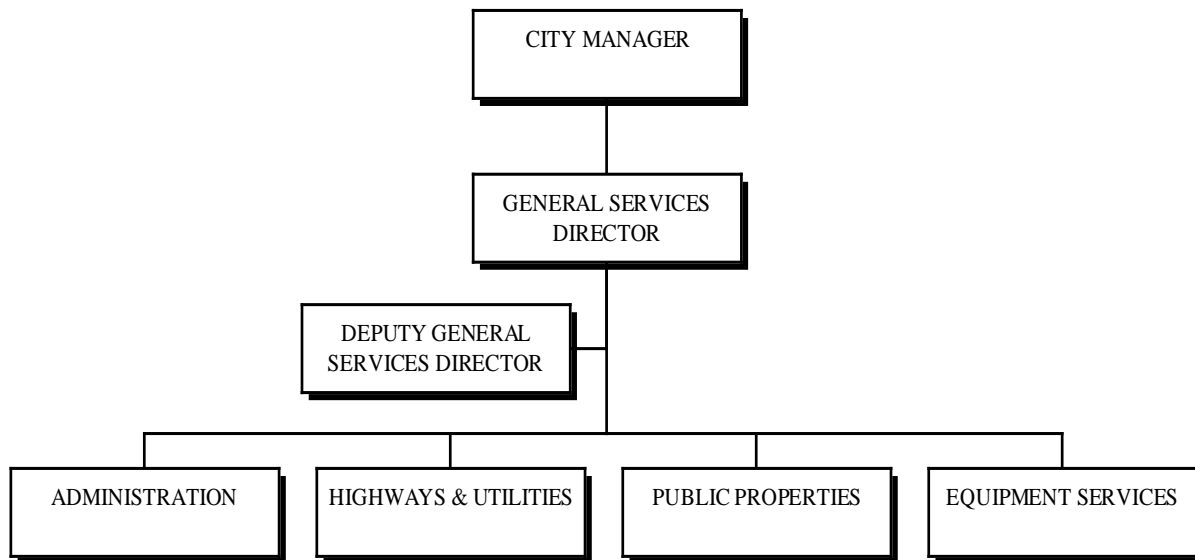 CITY MANAGER
GENERAL SERVICES
DIRECTOR
DEPUTY GENERAL
SERVICES DIRECTOR
ADMINISTRATION
HIGHWAYS & UTILITIES
PUBLIC PROPERTIES
EQUIPMENT SERVICES